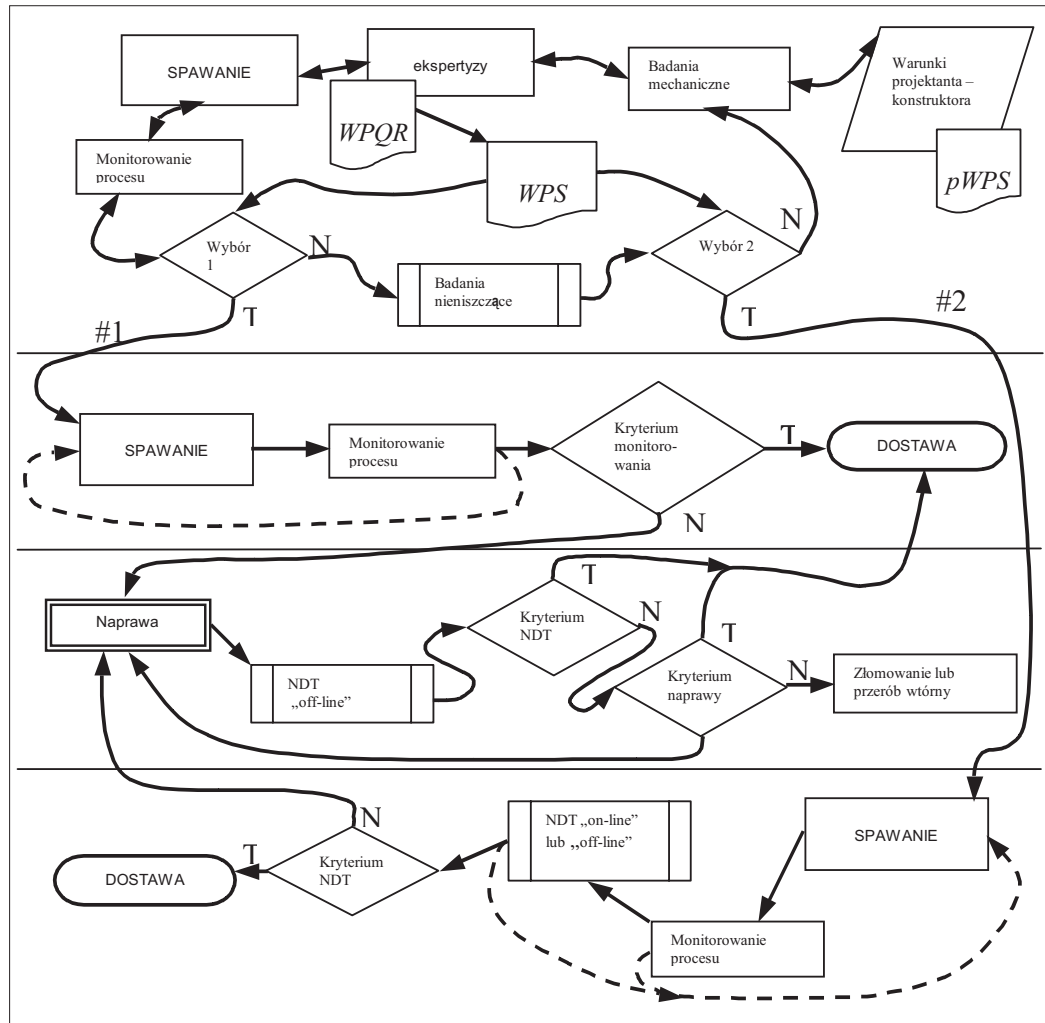 SPAWANIE
ekspertyzy
Badania
mechaniczne
Warunki
projektanta –
konstruktora
WPQR
Monitorowanie
procesu
WPS
pWPS
Wybór
1
N
Badania
nieniszczące
Wybór 2
N
T
T
#1
#2
SPAWANIE
Monitorowanie
procesu
Kryterium
monitoro-
wania
T
DOSTAWA
N
Naprawa
NDT
„off-line”
Kryterium
NDT
T
N
Kryterium
naprawy
T
N
Złomowanie lub
przerób wtórny
DOSTAWA
T
Kryterium
NDT
N
NDT „on-line”
lub „off-line”
SPAWANIE
Monitorowanie
procesu